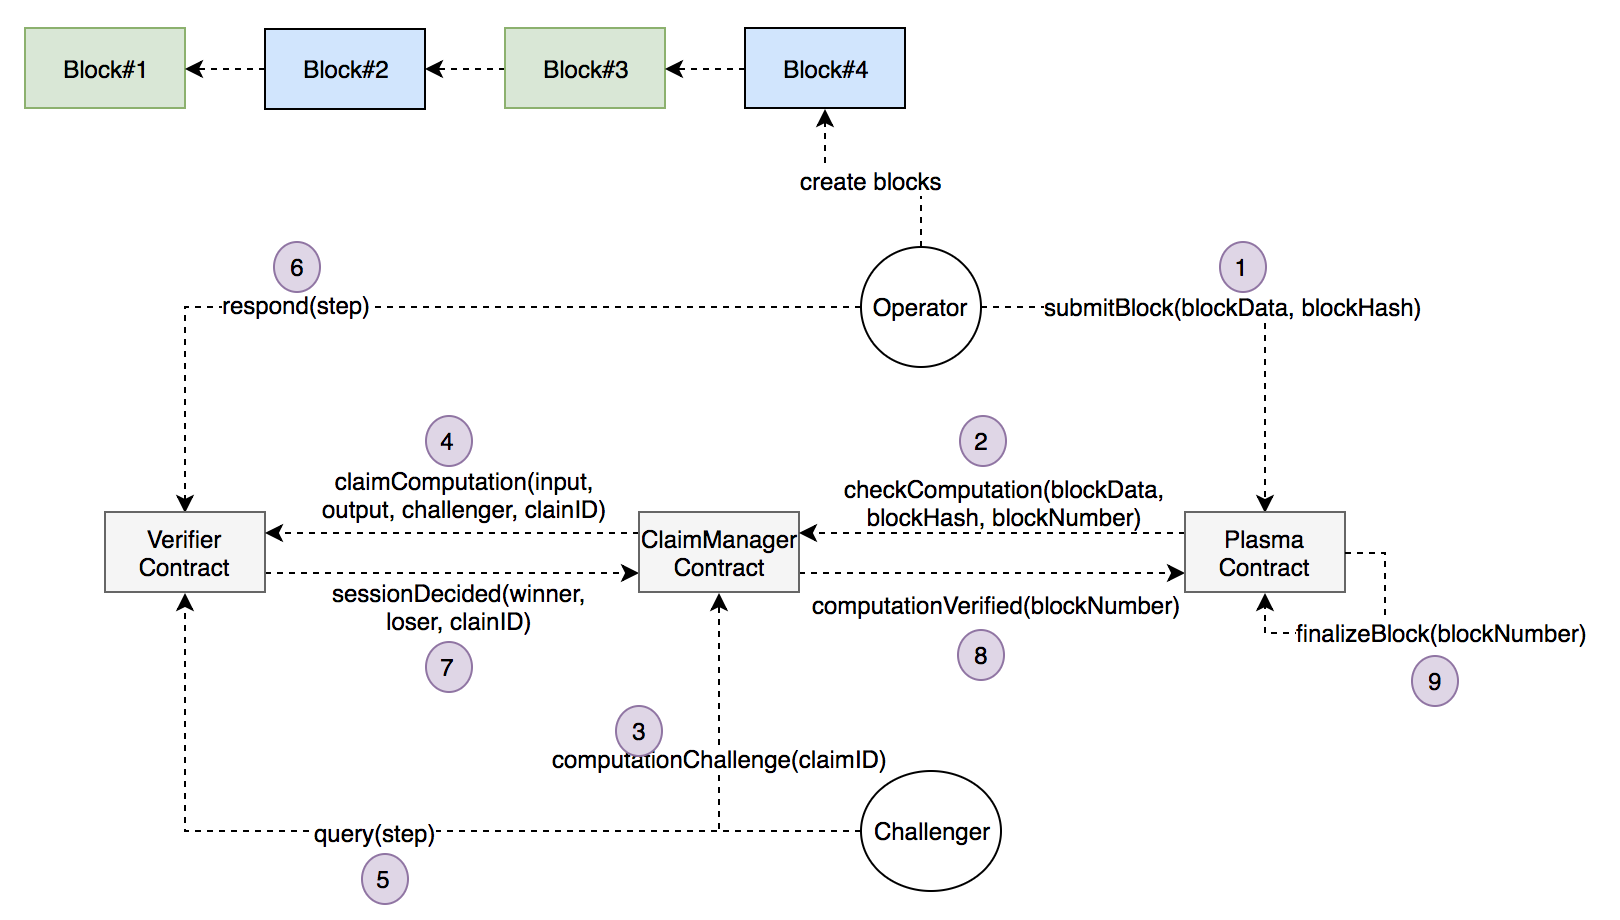 Block#1
Block#2
Block#3
Block#4
create blocks
6
1
respond(step)
Operator
submitBlock(blockData, blockHash)
4
2
claimComputation(input,
output, challenger, clainID)
checkComputation(blockData,
blockHash, blockNumber)
Verifier
Contract
ClaimManager
Contract
Plasma
Contract
sessionDecided(winner,
loser, clainID)
computationVerified(blockNumber)
finalizeBlock(blockNumber)
7
8
9
3
computationChallenge(claimID)
query(step)
Challenger
5